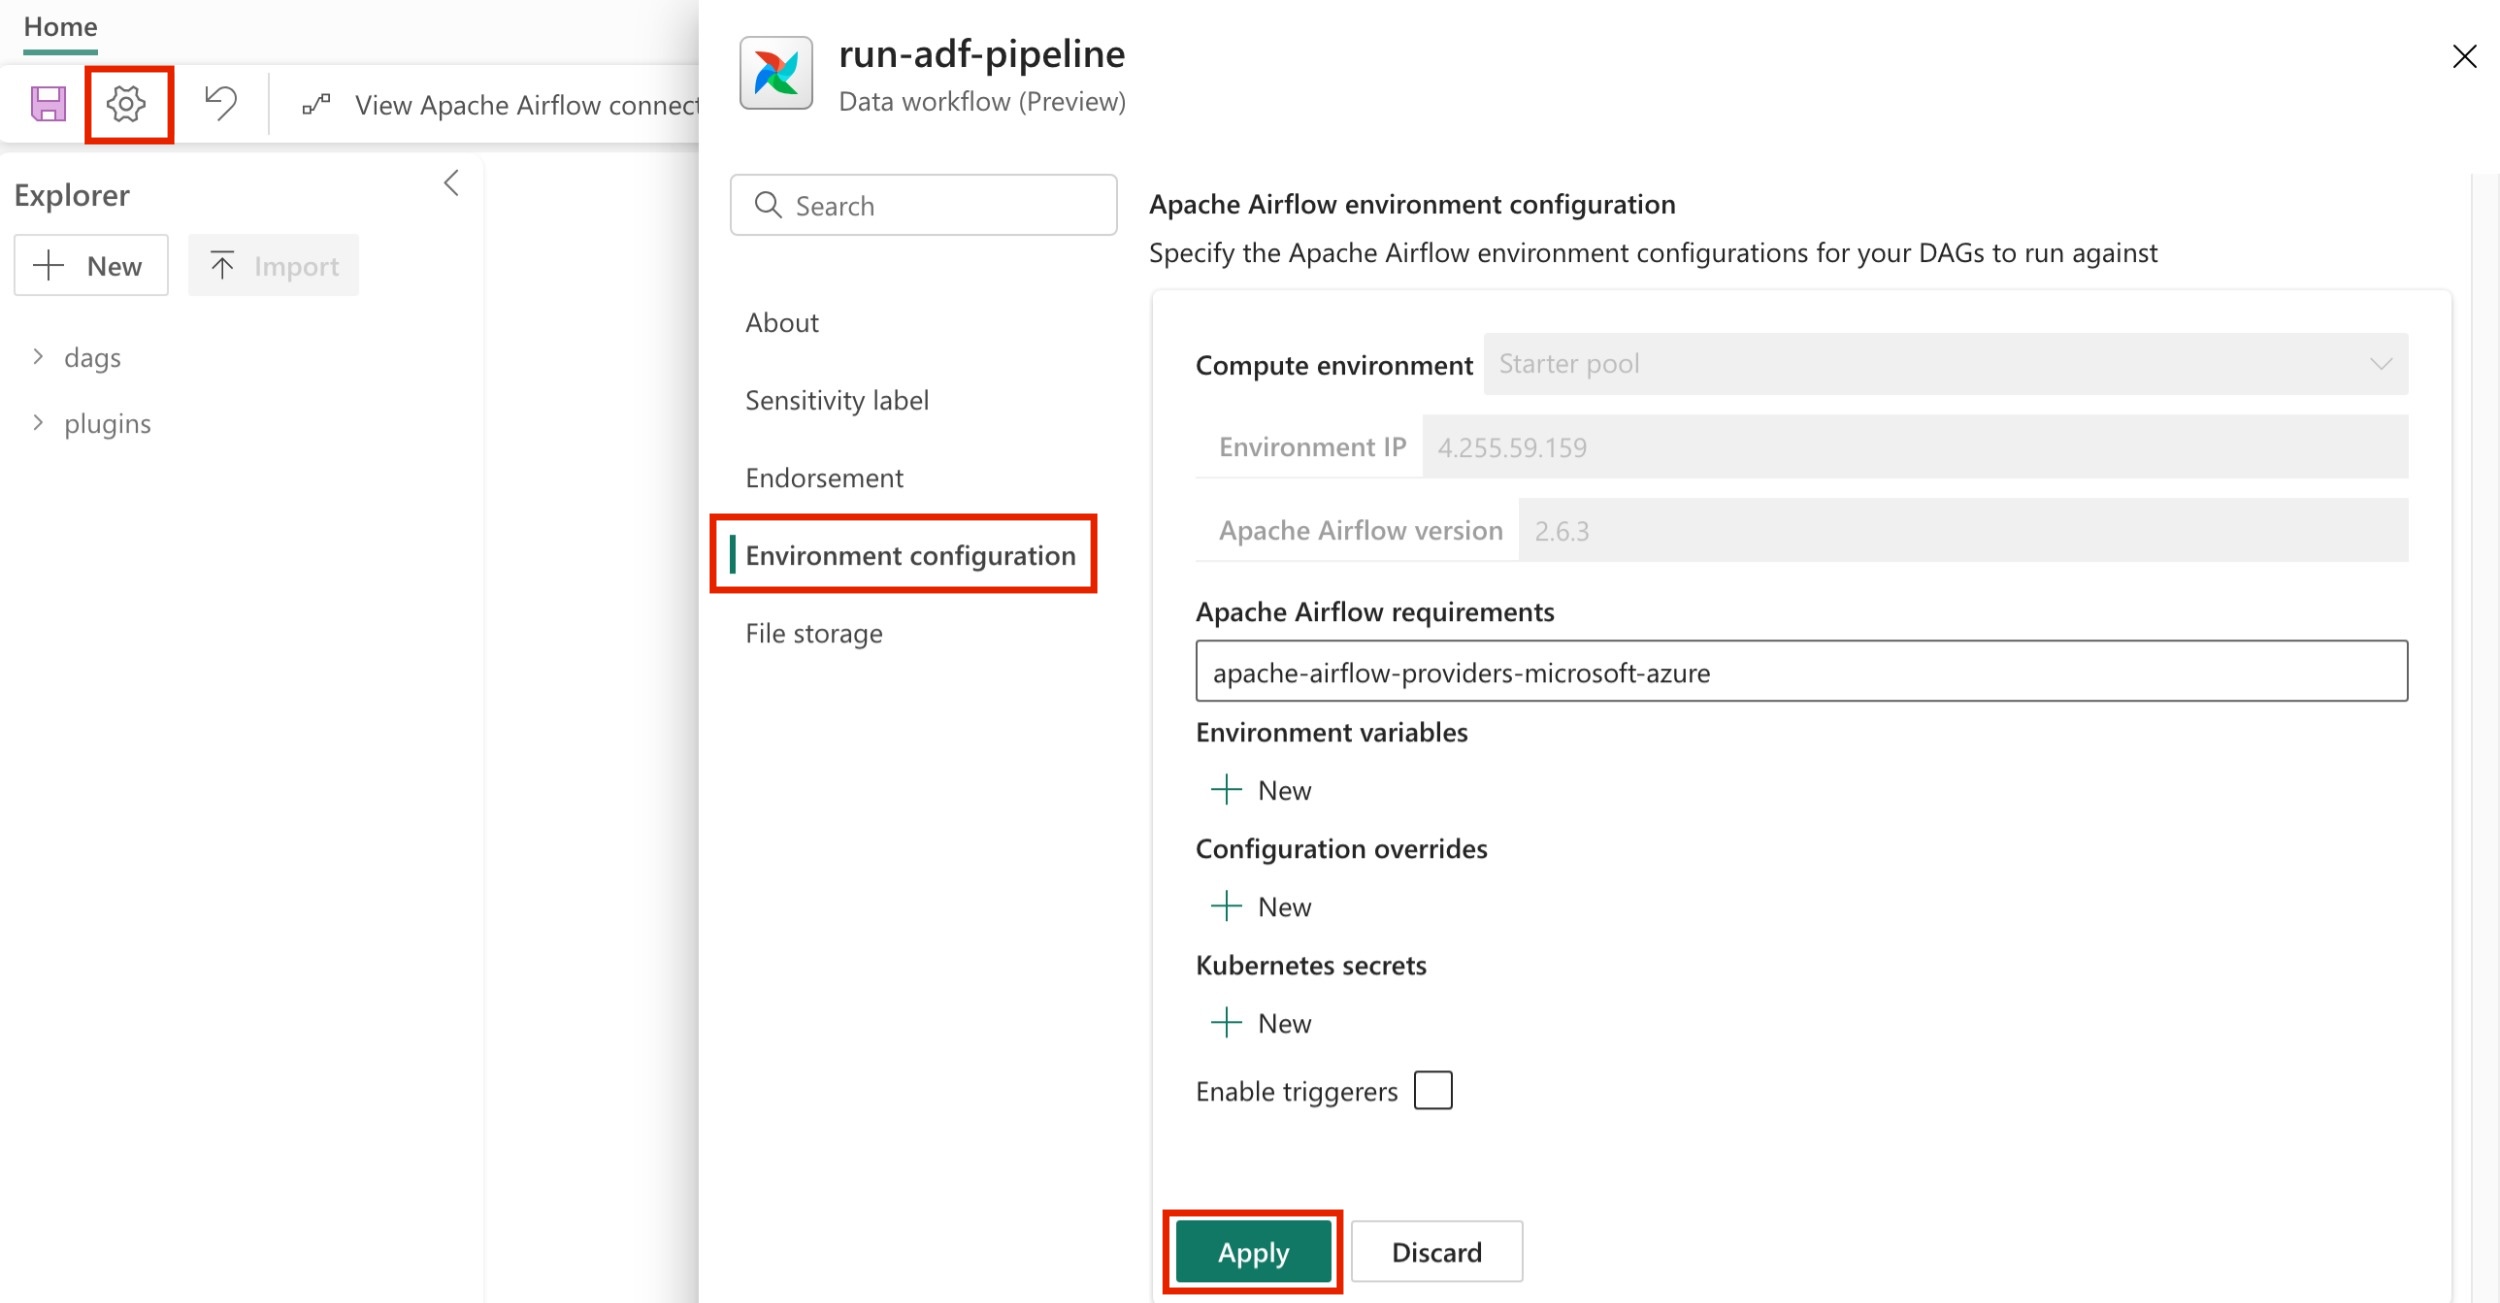 Home
View Apache Airflow connect
Explorer
New
Import
dags
plugins
run-adf-pipeline
Data workflow (Preview)
Search
About
Sensitivity label
Endorsement
Environment configuration
File storage
Apache Airflow environment configuration
Specify the Apache Airflow environment configurations for your DAGs to run against
Compute environment Starter pool
Environment IP 4.255.59.159
Apache Airflow version 2.6.3
Apache Airflow requirements
apache-airflow-providers-microsoft-azure
Environment variables
New
Configuration overrides
New
Kubernetes secrets
New
Enable triggerers
Apply Discard